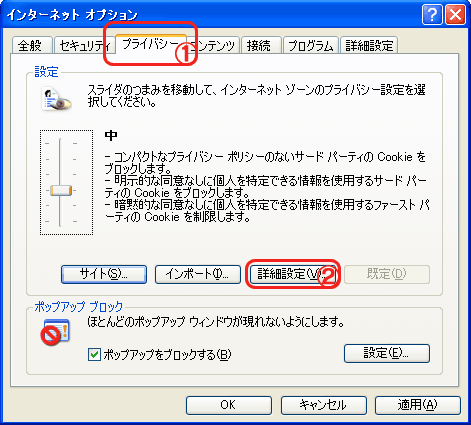 インターネット オプション
全般 セキュリティ プライバシー コンテンツ 接続 プログラム 詳細設定
①
設定
スライダのつまみを移動して、インターネット ゾーンのプライバシー設定を選
択してください。
中
- コンパクトなプライバシー ポリシーのないサード パーティの Cookie を
ブロックします。
- 明示的な同意なしに個人を特定できる情報を使用するサード パー
ティの Cookie をブロックします。
- 暗黙的な同意なしに個人を特定できる情報を使用するファースト パ
ーティの Cookie を制限します。
サイト(S)... インポート(I)... 詳細設定(V)... 既定(D)
②
ポップアップ ブロック
ほとんどのポップアップ ウィンドウが現れないようにします。
ポップアップをブロックする(B) 設定(E)...
OK キャンセル 適用(A)